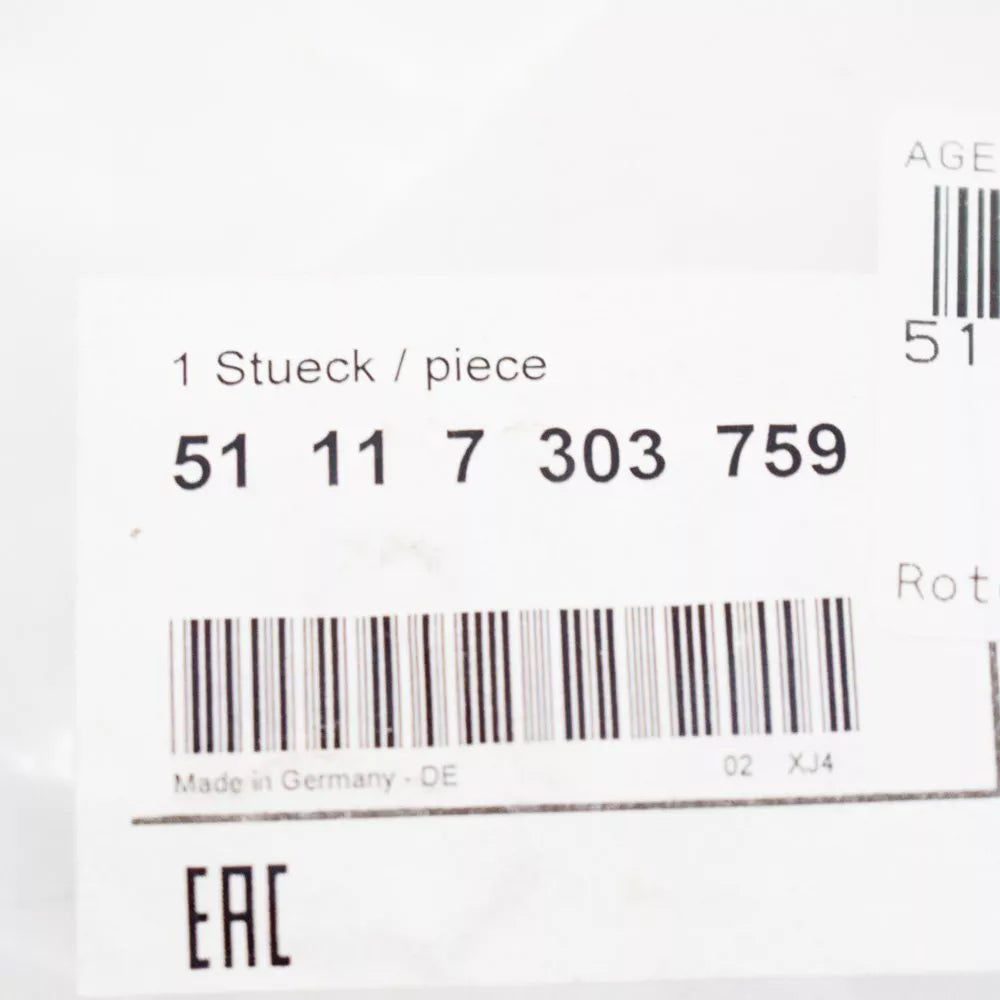 AGE
51
1 Stueck / piece
51 11 7 303 759
Rot
Made in Germany - DE 02 XJ4
EAC